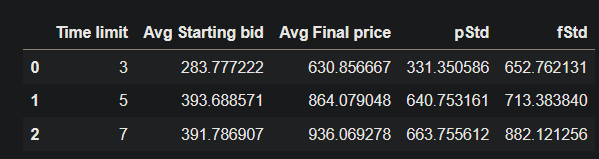 Time limit Avg Starting bid Avg Final price pStd fStd
0 3 283.777222 630.856667 331.350586 652.762131
1 5 393.688571 864.079048 640.753161 713.383840
2 7 391.786907 936.069278 663.755612 882.121256